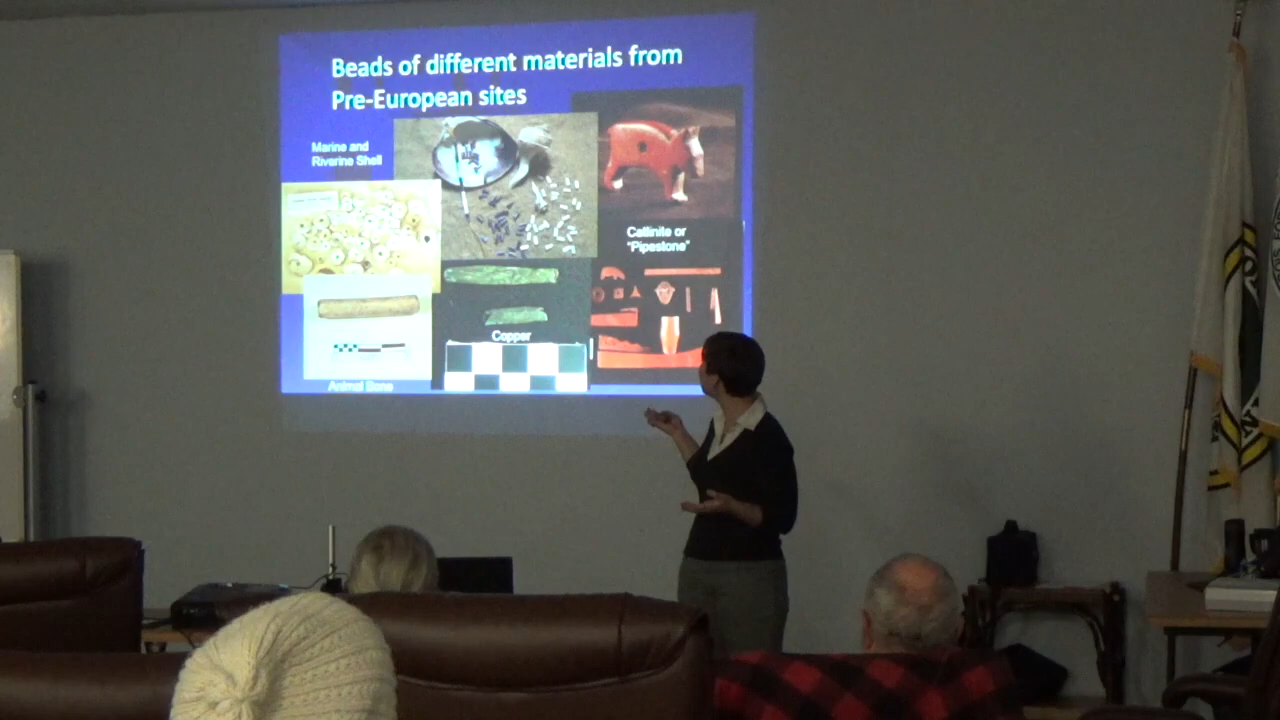 Beads of different materials from
Pre-European sites
Marine and
Riverine Shell
Catlinite or
"Pipestone"
Copper
Animal Bone